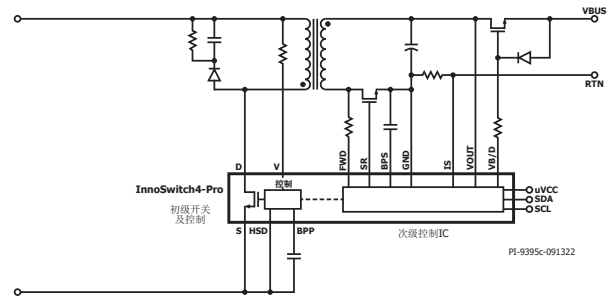 VBUS
RTN
D
V
FWD
SR
BPS
GND
IS
VOUT
VB/D
InnoSwitch4-Pro
控制
初级开关
及控制
uVCC
SDA
SCL
S
HSD
BPP
次级控制IC
PI-9395c-091322